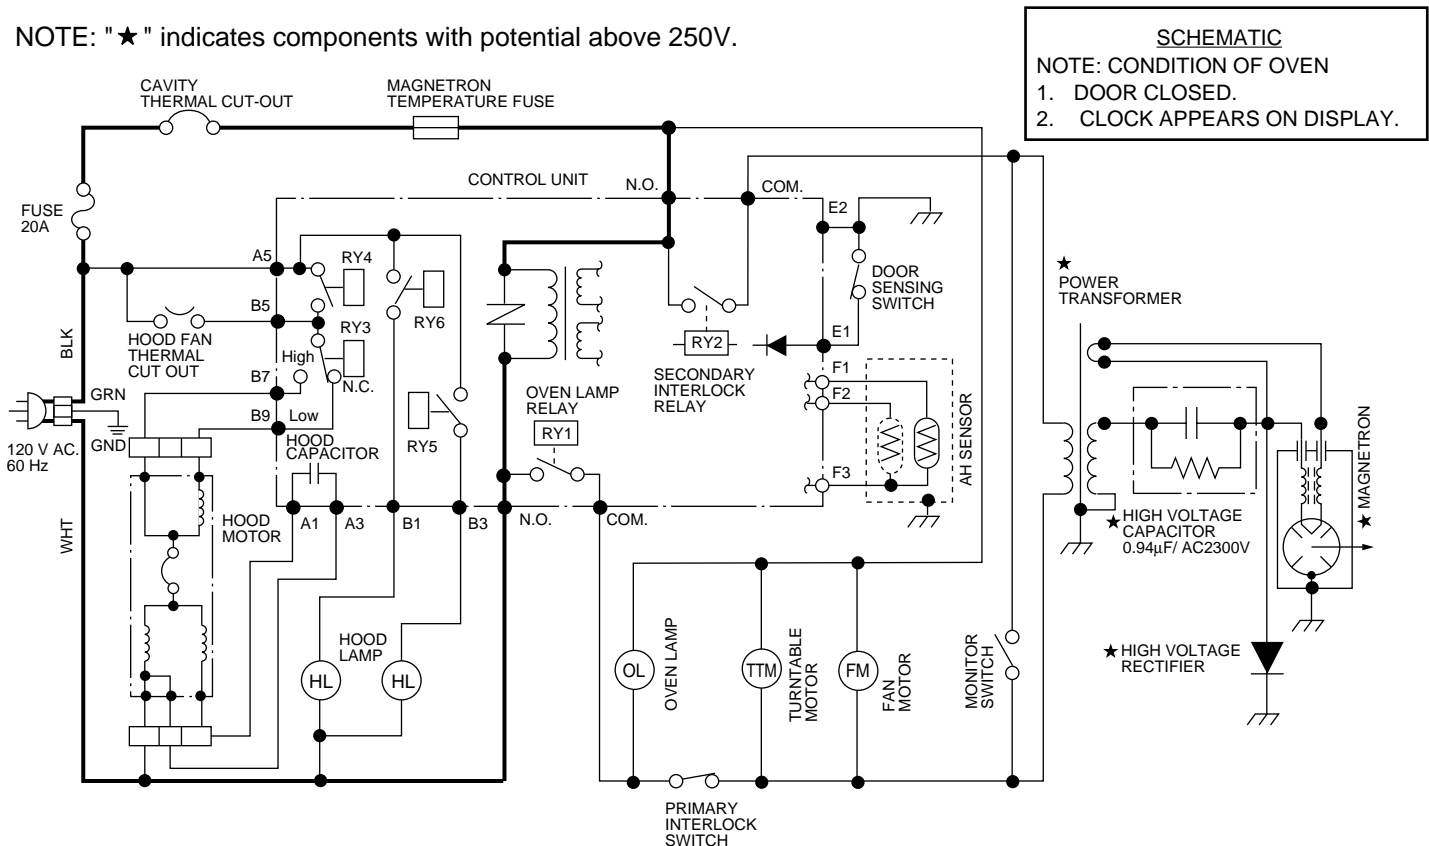 NOTE: "★" indicates components with potential above 250V.
SCHEMATIC
NOTE: CONDITION OF OVEN
1. DOOR CLOSED.
2. CLOCK APPEARS ON DISPLAY.
CAVITY
THERMAL CUT-OUT
MAGNETRON
TEMPERATURE FUSE
CONTROL UNIT
N.O.
COM.
FUSE
20A
E2
A5
RY4
DOOR
SENSING
SWITCH
★
POWER
TRANSFORMER
B5
RY3
RY6
BLK
HOOD FAN
THERMAL
CUT OUT
High
N.C.
B7
RY2
E1
SECONDARY
INTERLOCK
RELAY
F1
F2
GRN
B9
Low
OVEN LAMP
RELAY
RY1
AH SENSOR
120 V AC.
60 Hz
GND
HOOD
CAPACITOR
RY5
F3
★ MAGNETRON
WHT
HOOD
MOTOR
A1
A3
B1
B3
N.O.
COM.
★ HIGH VOLTAGE
CAPACITOR
0.94μF/ AC2300V
HOOD
LAMP
HL
HL
OL
OVEN LAMP
TTM
TURNTABLE
MOTOR
FM
FAN
MOTOR
MONITOR
SWITCH
★ HIGH VOLTAGE
RECTIFIER
PRIMARY
INTERLOCK
SWITCH